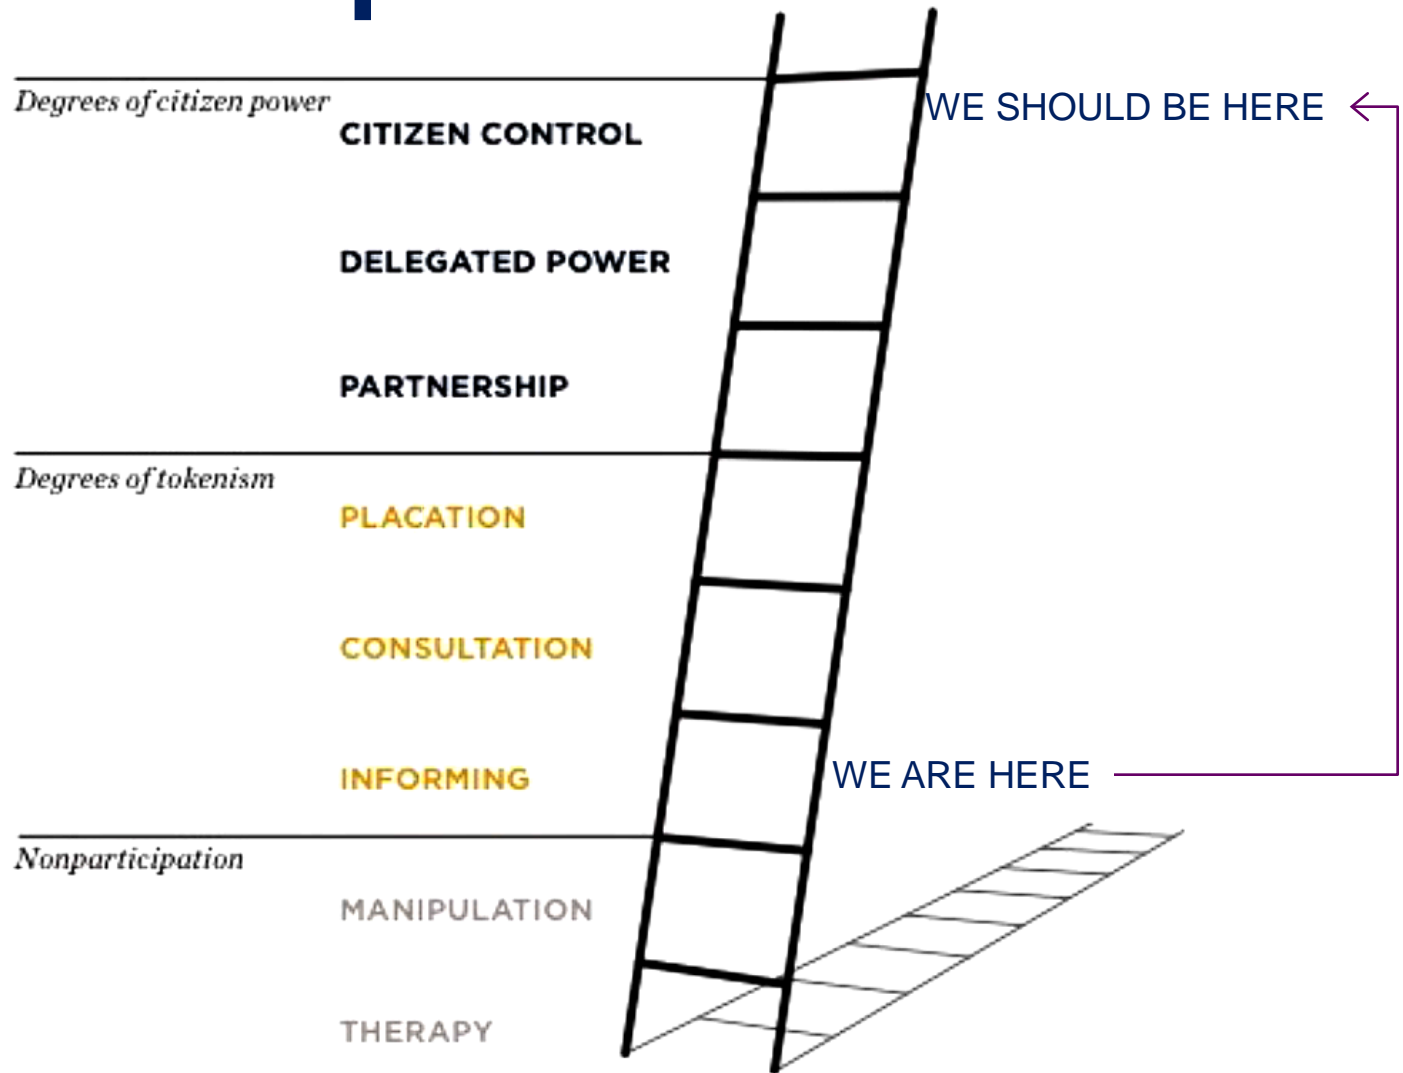 Degrees of citizen power
WE SHOULD BE HERE
CITIZEN CONTROL
DELEGATED POWER
PARTNERSHIP
Degrees of tokenism
PLACATION
CONSULTATION
INFORMING
WE ARE HERE
Nonparticipation
MANIPULATION
THERAPY